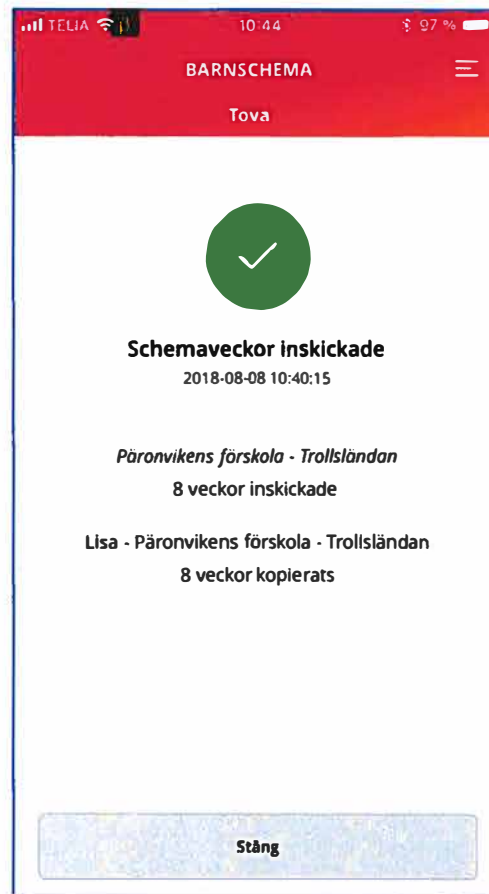 TELIA 10:44 97 %
BARNSCHEMA
Tova
Schemaveckor inskickade
2018-08-08 10:40:15
Päronvikens förskola - Trollsländan
8 veckor inskickade
Lisa - Päronvikens förskola - Trollsländan
8 veckor kopierats
Stäng